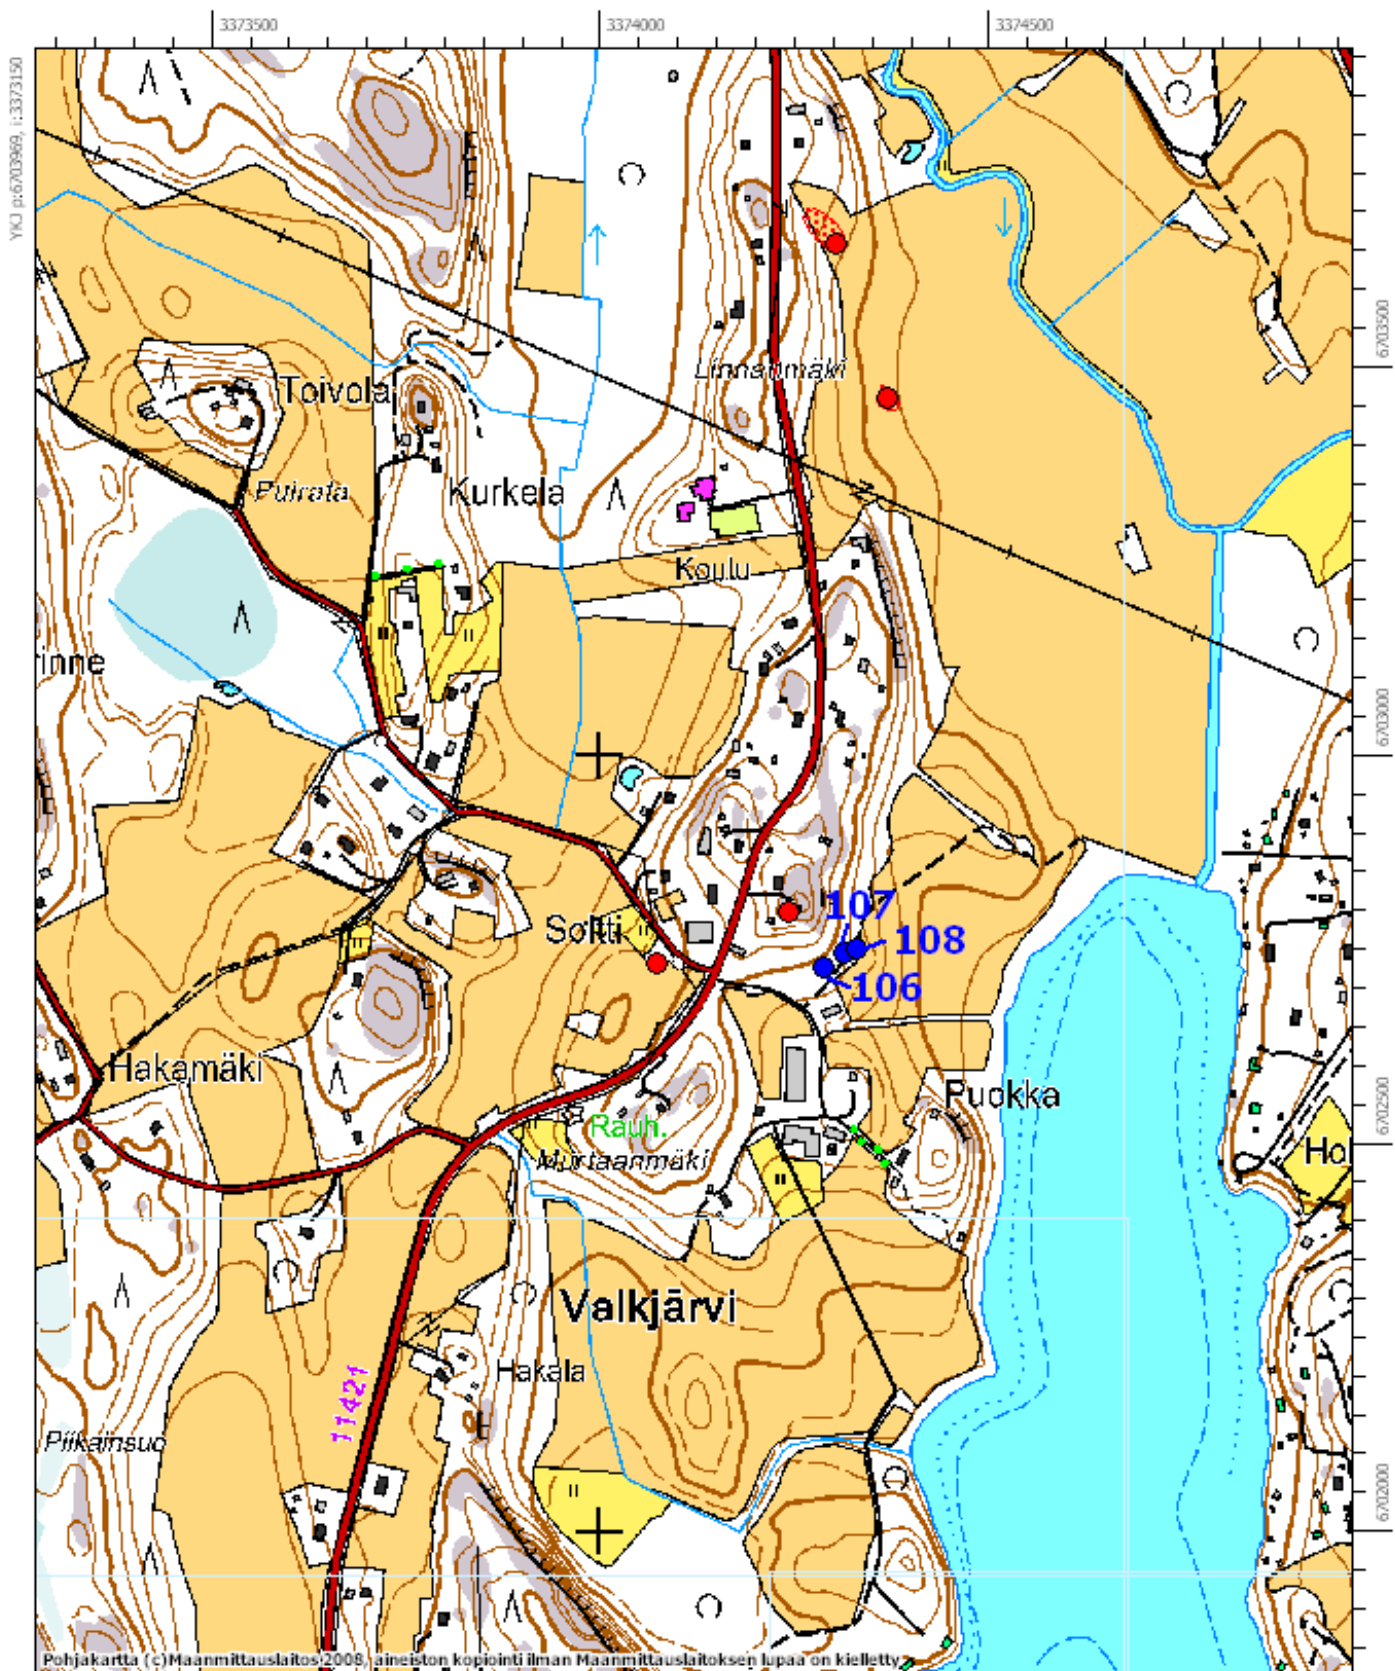 3373500
3374000
3374500
YKJ p:6703969, i:3373150
6703500
Linnanmäki
Toivola
Puirata
Kurkela
Koulu
rinne
6703000
107
Soltti
108
106
Hakamäki
Puokka
6702500
Rauh.
Hol
Murtaanmäki
Valkjärvi
Hakala
11421
Piikainsuo
6702000
Pohjakartta (c)Maanmittauslaitos 2008, aineiston kopiointi ilman Maanmittauslaitoksen lupaa on kielletty